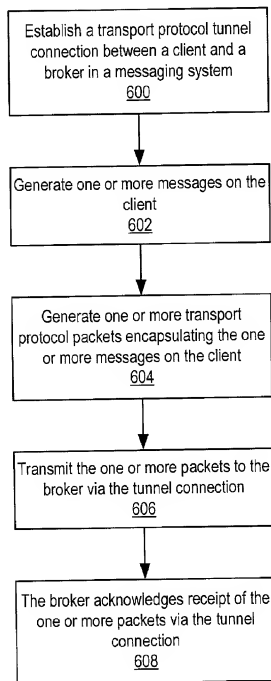 Establish a transport protocol tunnel
connection between a client and a
broker in a messaging system
600
Generate one or more messages on the
client
602
Generate one or more transport
protocol packets encapsulating the one
or more messages on the client
604
Transmit the one or more packets to the
broker via the tunnel connection
606
The broker acknowledges receipt of the
one or more packets via the tunnel
connection
608